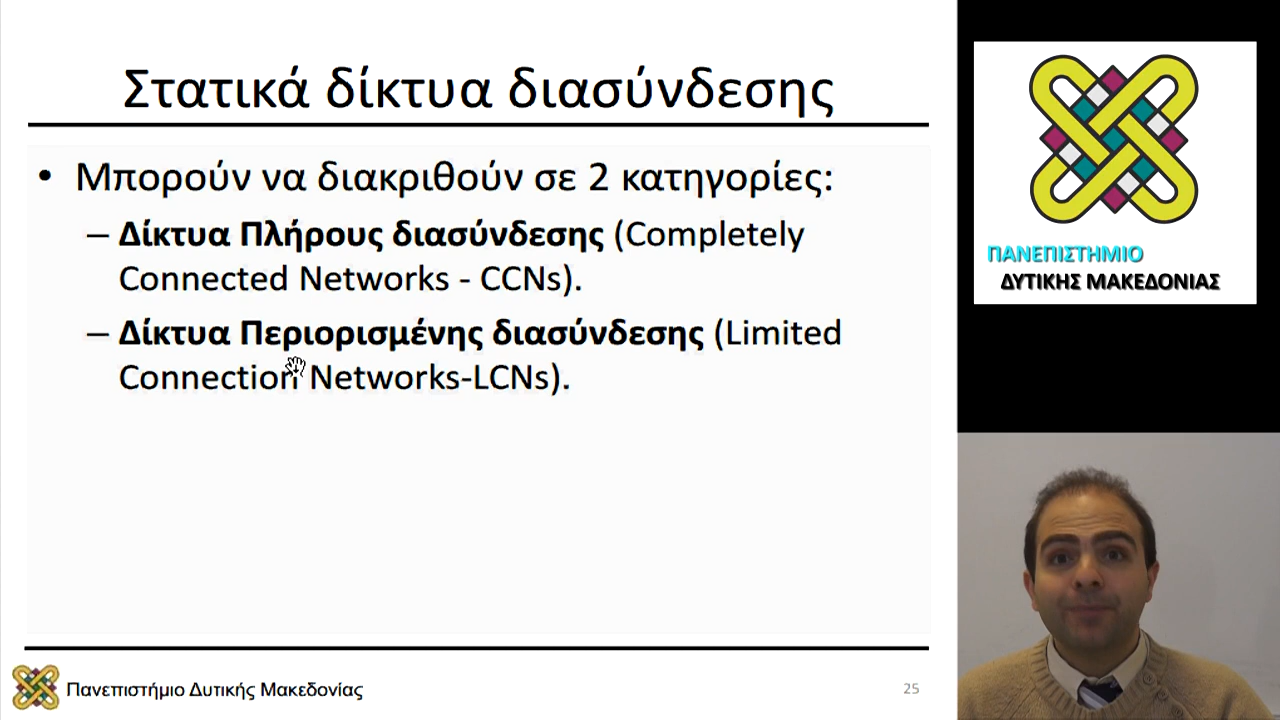 Στατικά δίκτυα διασύνδεσης
• Μπορούν να διακριθούν σε 2 κατηγορίες:
– Δίκτυα Πλήρους διασύνδεσης (Completely
Connected Networks - CCNs).
– Δίκτυα Περιορισμένης διασύνδεσης (Limited
Connection Networks-LCNs).
Πανεπιστήμιο Δυτικής Μακεδονίας
25
ΠΑΝΕΠΙΣΤΗΜΙΟ
ΔΥΤΙΚΗΣ ΜΑΚΕΔΟΝΙΑΣ